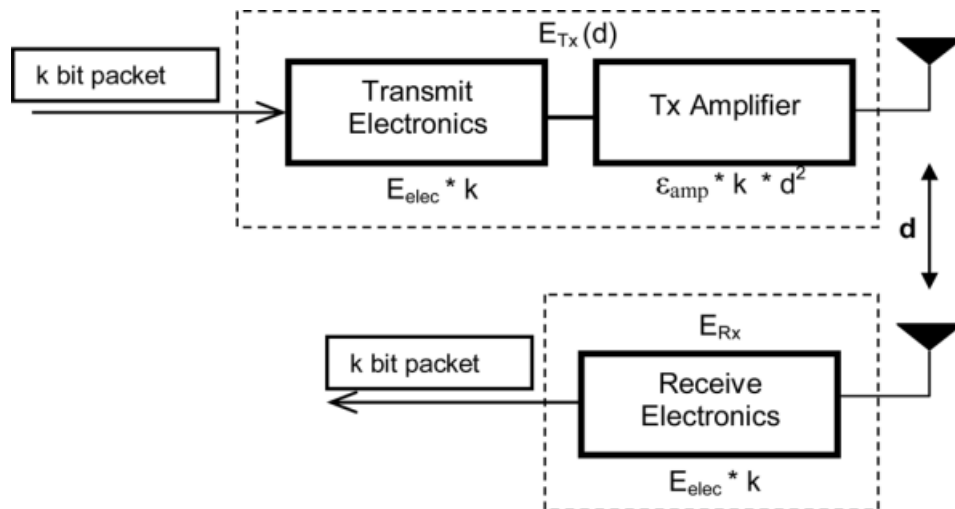 E_Tx (d)
k bit packet
Transmit
Electronics
Tx Amplifier
E_elec * k
ε_amp * k * d²
d
E_Rx
k bit packet
Receive
Electronics
E_elec * k